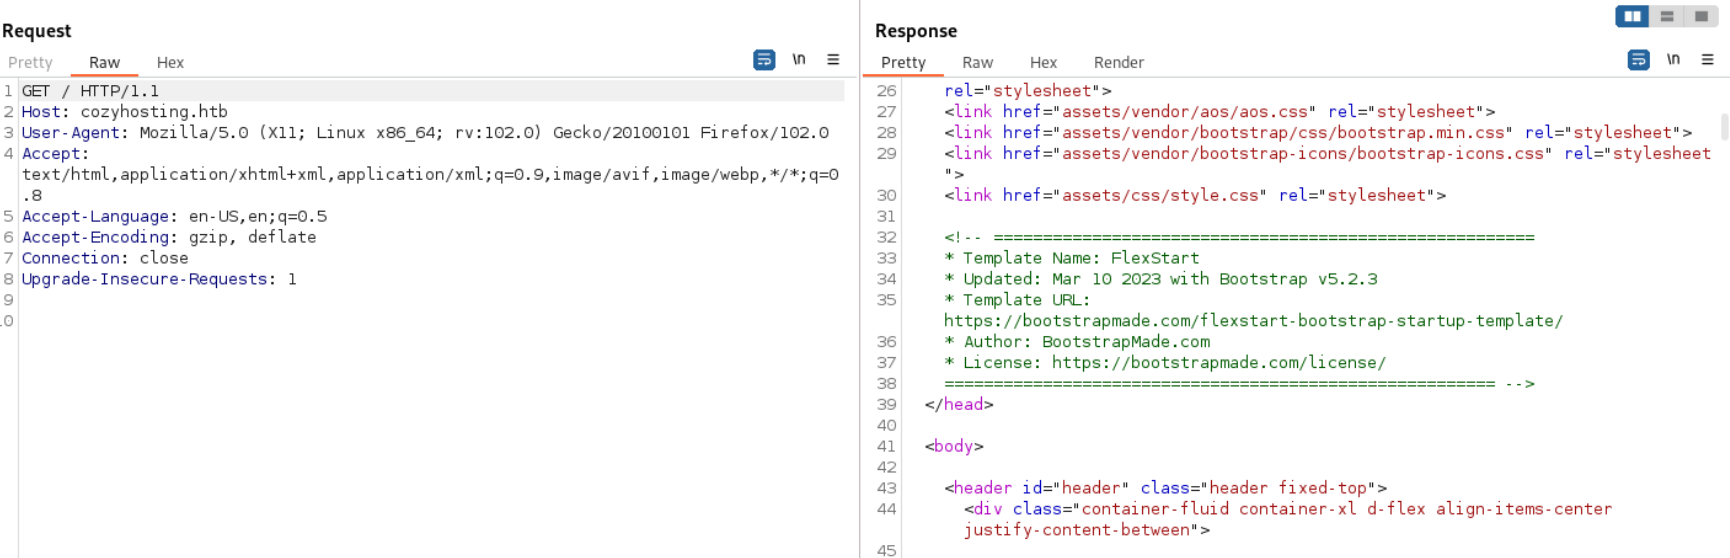 Request
Pretty Raw Hex
\n
1 GET / HTTP/1.1
2 Host: cozyhosting.htb
3 User-Agent: Mozilla/5.0 (X11; Linux x86_64; rv:102.0) Gecko/20100101 Firefox/102.0
4 Accept:
text/html,application/xhtml+xml,application/xml;q=0.9,image/avif,image/webp,*/*;q=0
.8
5 Accept-Language: en-US,en;q=0.5
6 Accept-Encoding: gzip, deflate
7 Connection: close
8 Upgrade-Insecure-Requests: 1
9
10
Response
Pretty Raw Hex Render
\n
26 rel="stylesheet">
27 <link href="assets/vendor/aos/aos.css" rel="stylesheet">
28 <link href="assets/vendor/bootstrap/css/bootstrap.min.css" rel="stylesheet">
29 <link href="assets/vendor/bootstrap-icons/bootstrap-icons.css" rel="stylesheet
">
30 <link href="assets/css/style.css" rel="stylesheet">
31
32 <!-- =======================================================
33 * Template Name: FlexStart
34 * Updated: Mar 10 2023 with Bootstrap v5.2.3
35 * Template URL:
https://bootstrapmade.com/flexstart-bootstrap-startup-template/
36 * Author: BootstrapMade.com
37 * License: https://bootstrapmade.com/license/
38 ======================================================== -->
39 </head>
40
41 <body>
42
43 <header id="header" class="header fixed-top">
44 <div class="container-fluid container-xl d-flex align-items-center
justify-content-between">
45